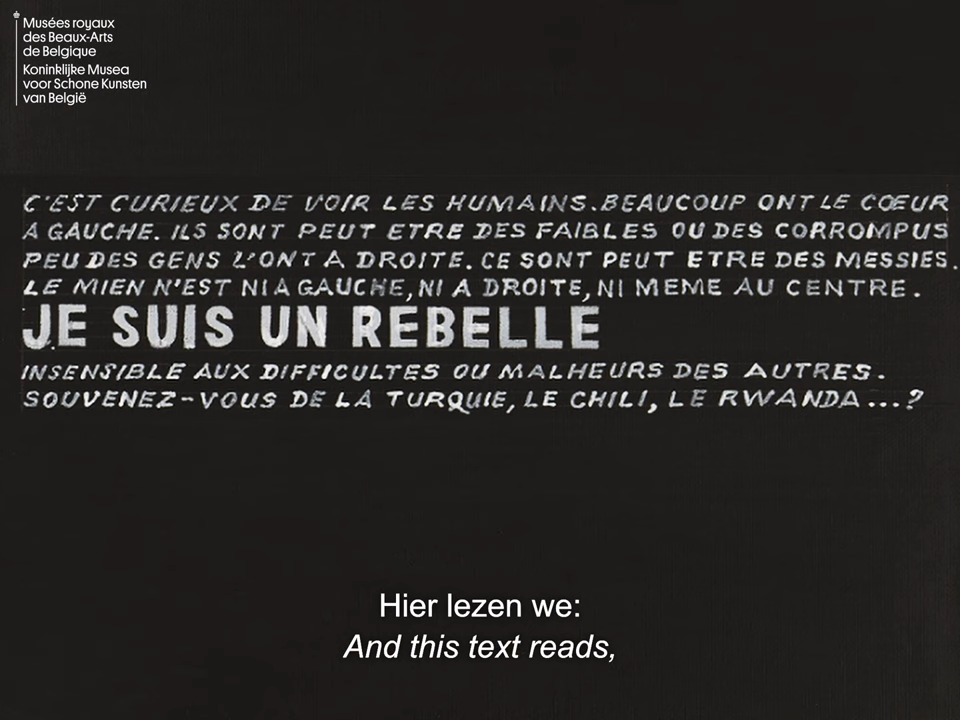 Musées royaux
des Beaux-Arts
de Belgique
Koninklijke Musea
voor Schone Kunsten
van België
C'EST CURIEUX DE VOIR LES HUMAINS. BEAUCOUP ONT LE CŒUR
A GAUCHE. ILS SONT PEUT ETRE DES FAIBLES OU DES CORROMPUS
PEU DES GENS L'ONT A DROITE. CE SONT PEUT ETRE DES MESSIES.
LE MIEN N'EST NI A GAUCHE, NI A DROITE, NI MEME AU CENTRE.
JE SUIS UN REBELLE
INSENSIBLE AUX DIFFICULTES OU MALHEURS DES AUTRES.
SOUVENEZ-VOUS DE LA TURQUIE, LE CHILI, LE RWANDA...?
Hier lezen we:
And this text reads,